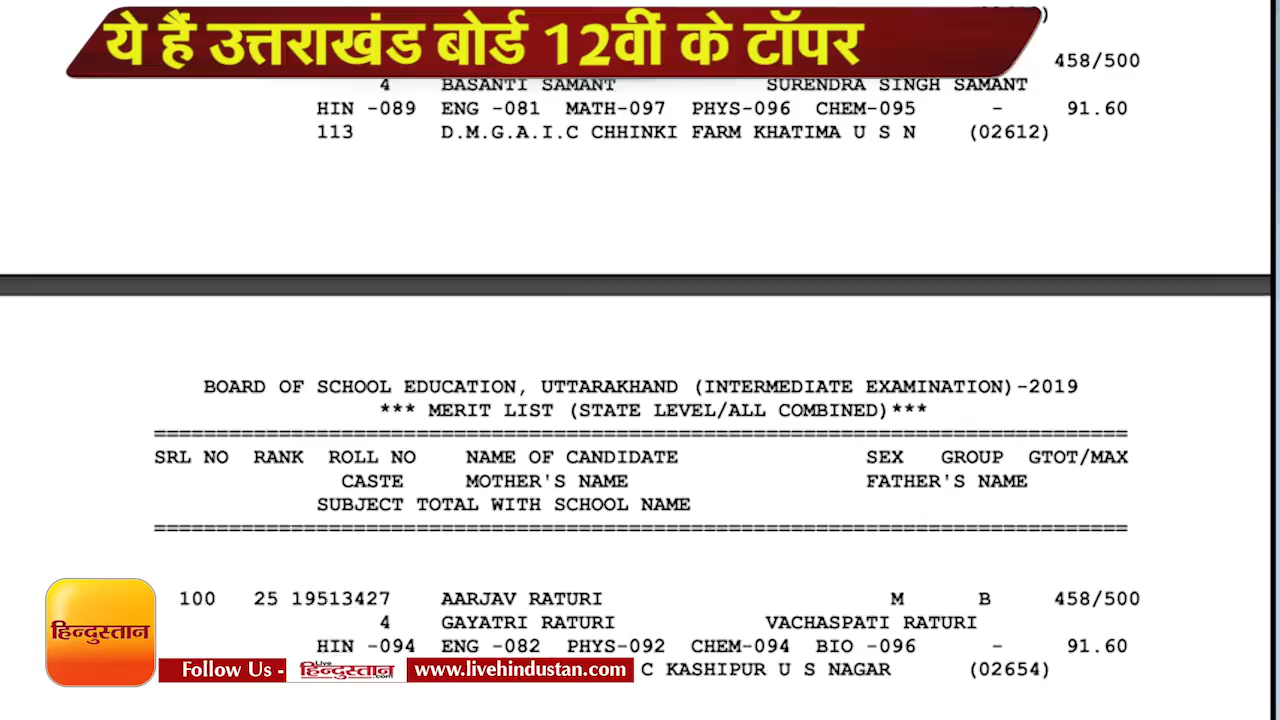 ये हैं उत्तराखंड बोर्ड 12वीं के टॉपर
458/500
4 BASANTI SAMANT SURENDRA SINGH SAMANT
HIN -089 ENG -081 MATH-097 PHYS-096 CHEM-095 - 91.60
113 D.M.G.A.I.C CHHINKI FARM KHATIMA U S N (02612)
BOARD OF SCHOOL EDUCATION, UTTARAKHAND (INTERMEDIATE EXAMINATION)-2019
*** MERIT LIST (STATE LEVEL/ALL COMBINED)***
SRL NO RANK ROLL NO NAME OF CANDIDATE SEX GROUP GTOT/MAX
CASTE MOTHER'S NAME FATHER'S NAME
SUBJECT TOTAL WITH SCHOOL NAME
100 25 19513427 AARJAV RATURI M B 458/500
4 GAYATRI RATURI VACHASPATI RATURI
HIN -094 ENG -082 PHYS-092 CHEM-094 BIO -096 - 91.60
C KASHIPUR U S NAGAR (02654)
हिन्दुस्तान
Follow Us - Live हिन्दुस्तान .com www.livehindustan.com